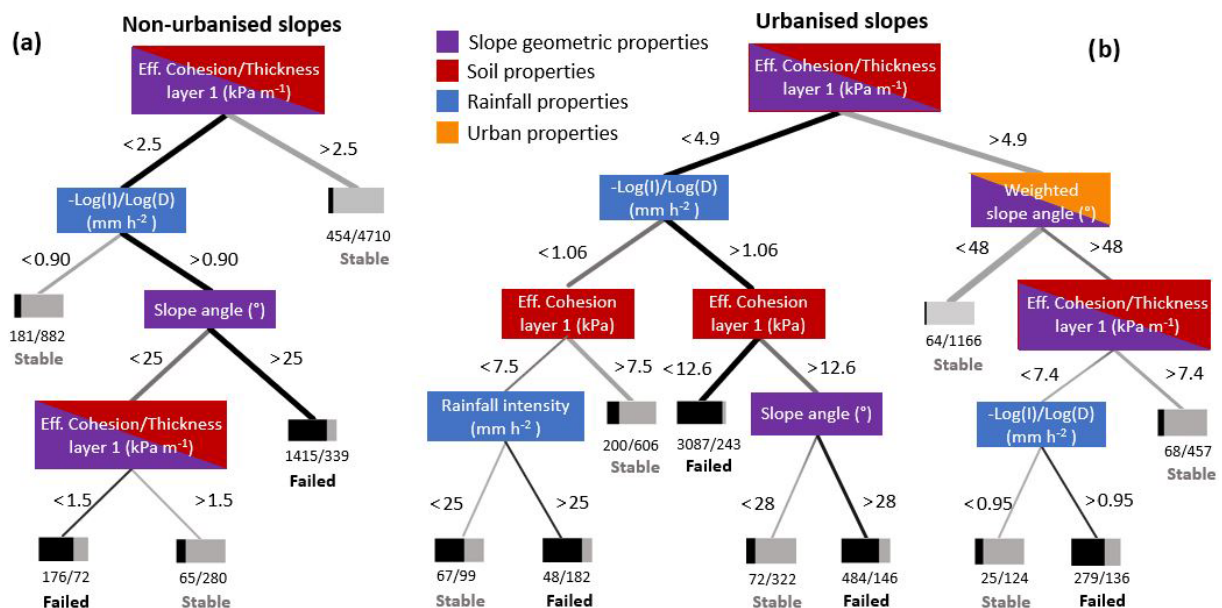 Non-urbanised slopes
(a)
Eff. Cohesion/Thickness
layer 1 (kPa m⁻¹)
<2.5
>2.5
-Log(I)/Log(D)
(mm h⁻² )
454/4710
Stable
<0.90
>0.90
181/882
Stable
Slope angle (°)
<25
>25
Eff. Cohesion/Thickness
layer 1 (kPa m⁻¹)
1415/339
Failed
<1.5
>1.5
176/72
Failed
65/280
Stable
Slope geometric properties
Soil properties
Rainfall properties
Urban properties
Urbanised slopes
(b)
Eff. Cohesion/Thickness
layer 1 (kPa m⁻¹)
<4.9
>4.9
-Log(I)/Log(D)
(mm h⁻² )
Weighted
slope angle (°)
<1.06
>1.06
<48
>48
Eff. Cohesion
layer 1 (kPa)
Eff. Cohesion
layer 1 (kPa)
64/1166
Stable
Eff. Cohesion/Thickness
layer 1 (kPa m⁻¹)
<7.5
>7.5
<12.6
>12.6
<7.4
>7.4
Rainfall intensity
(mm h⁻² )
200/606
Stable
3087/243
Failed
Slope angle (°)
-Log(I)/Log(D)
(mm h⁻² )
68/457
Stable
<25
>25
<28
>28
<0.95
>0.95
67/99
Stable
48/182
Failed
72/322
Stable
484/146
Failed
25/124
Stable
279/136
Failed